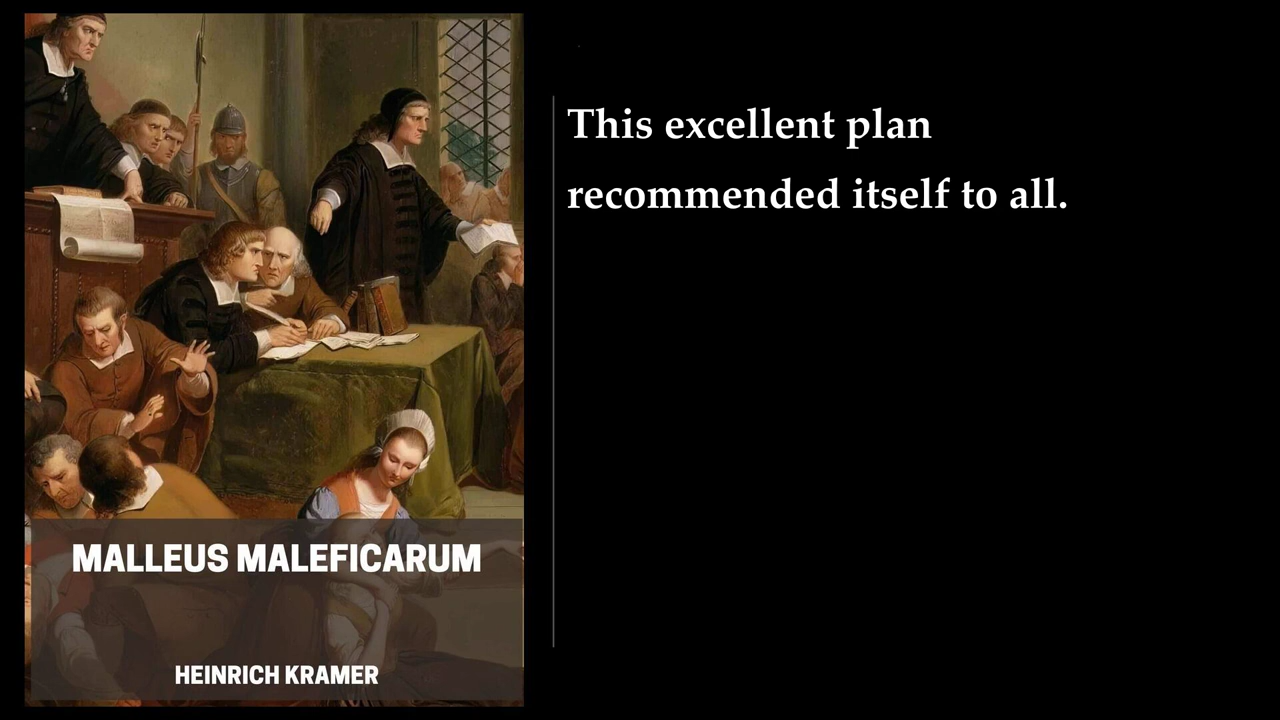 This excellent plan
recommended itself to all.
MALLEUS MALEFICARUM
HEINRICH KRAMER